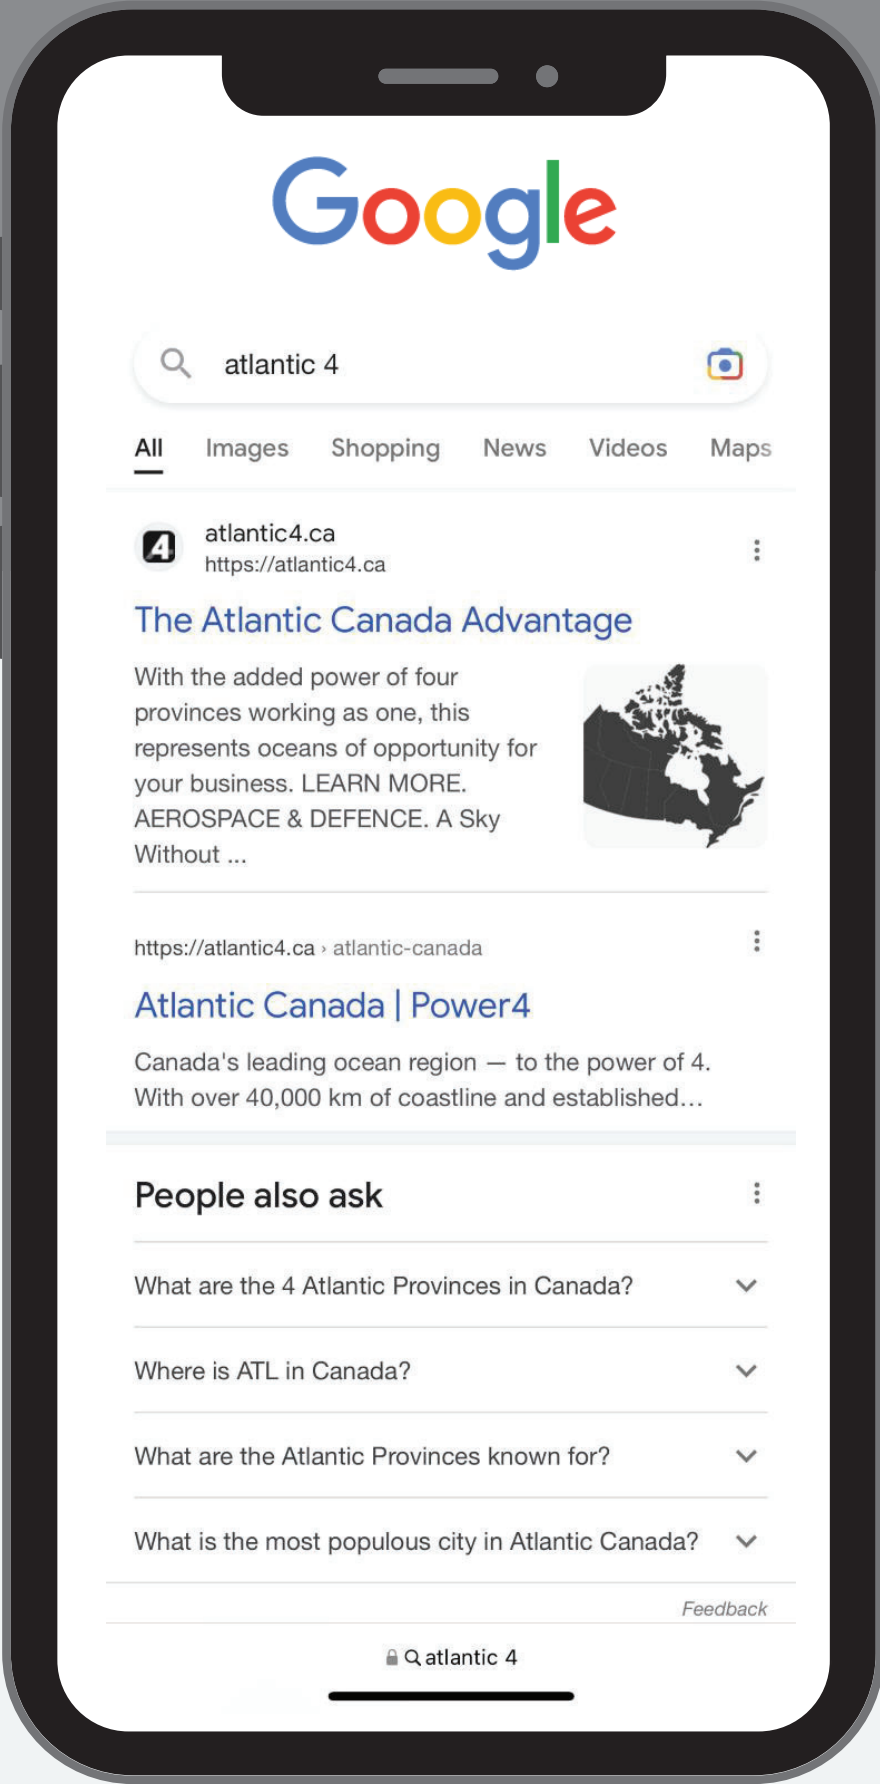 Google
atlantic 4
All Images Shopping News Videos Maps
4
atlantic4.ca
https://atlantic4.ca
The Atlantic Canada Advantage
With the added power of four
provinces working as one, this
represents oceans of opportunity for
your business. LEARN MORE.
AEROSPACE & DEFENCE. A Sky
Without ...
https://atlantic4.ca › atlantic-canada
Atlantic Canada | Power4
Canada's leading ocean region — to the power of 4.
With over 40,000 km of coastline and established...
People also ask
What are the 4 Atlantic Provinces in Canada?
Where is ATL in Canada?
What are the Atlantic Provinces known for?
What is the most populous city in Atlantic Canada?
Feedback
atlantic 4